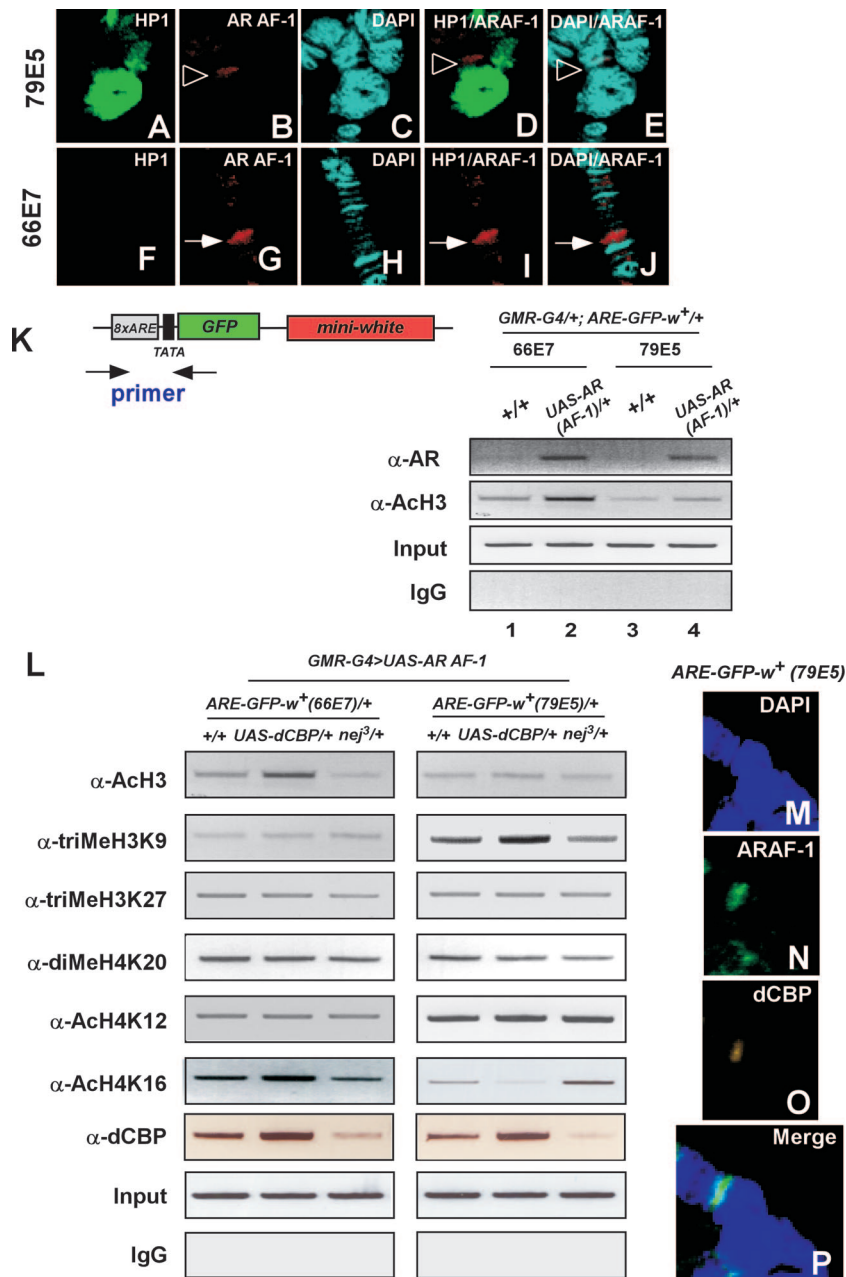 79E5
HP1
AR AF-1
DAPI
HP1/ARAF-1
DAPI/ARAF-1
A
B
C
D
E
66E7
HP1
AR AF-1
DAPI
HP1/ARAF-1
DAPI/ARAF-1
F
G
H
I
J
K
8xARE
GFP
mini-white
TATA
primer
GMR-G4/+; ARE-GFP-w+/+
66E7
79E5
+/+
UAS-AR (AF-1)/+
+/+
UAS-AR (AF-1)/+
α-AR
α-AcH3
Input
IgG
1 2 3 4
L
GMR-G4>UAS-AR AF-1
ARE-GFP-w+(66E7)/+
ARE-GFP-w+(79E5)/+
+/+ UAS-dCBP/+ nej3/+
+/+ UAS-dCBP/+ nej3/+
α-AcH3
α-triMeH3K9
α-triMeH3K27
α-diMeH4K20
α-AcH4K12
α-AcH4K16
α-dCBP
Input
IgG
ARE-GFP-w+ (79E5)
DAPI
M
ARAF-1
N
dCBP
O
Merge
P